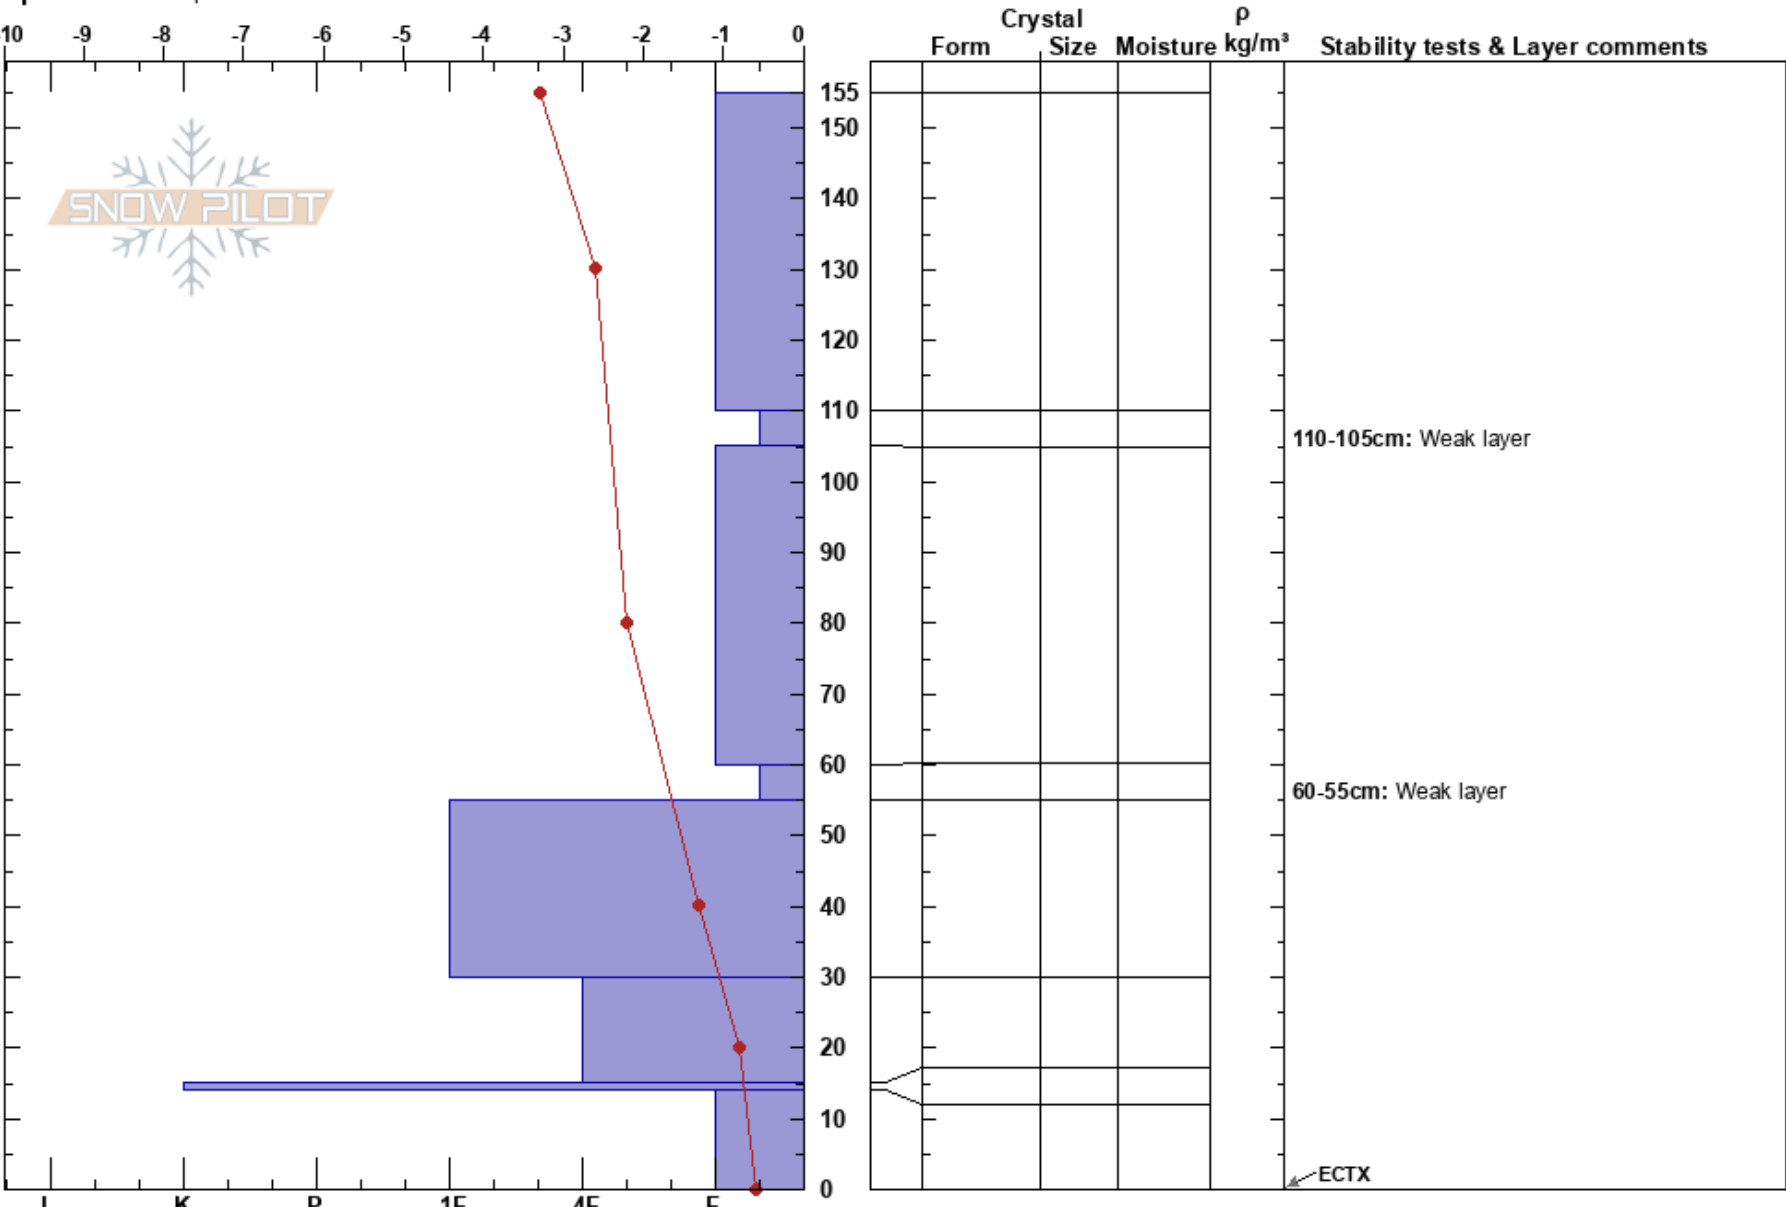 Crystal ρ
-10 -9 -8 -7 -6 -5 -4 -3 -2 -1 0 Form Size Moisture kg/m³ Stability tests & Layer comments
155
150
SNOW PILOT
140
130
120
110
110-105cm: Weak layer
100
90
80
70
60
60-55cm: Weak layer
50
40
30
20
10
ECTX
0
I K P 1F 4F F